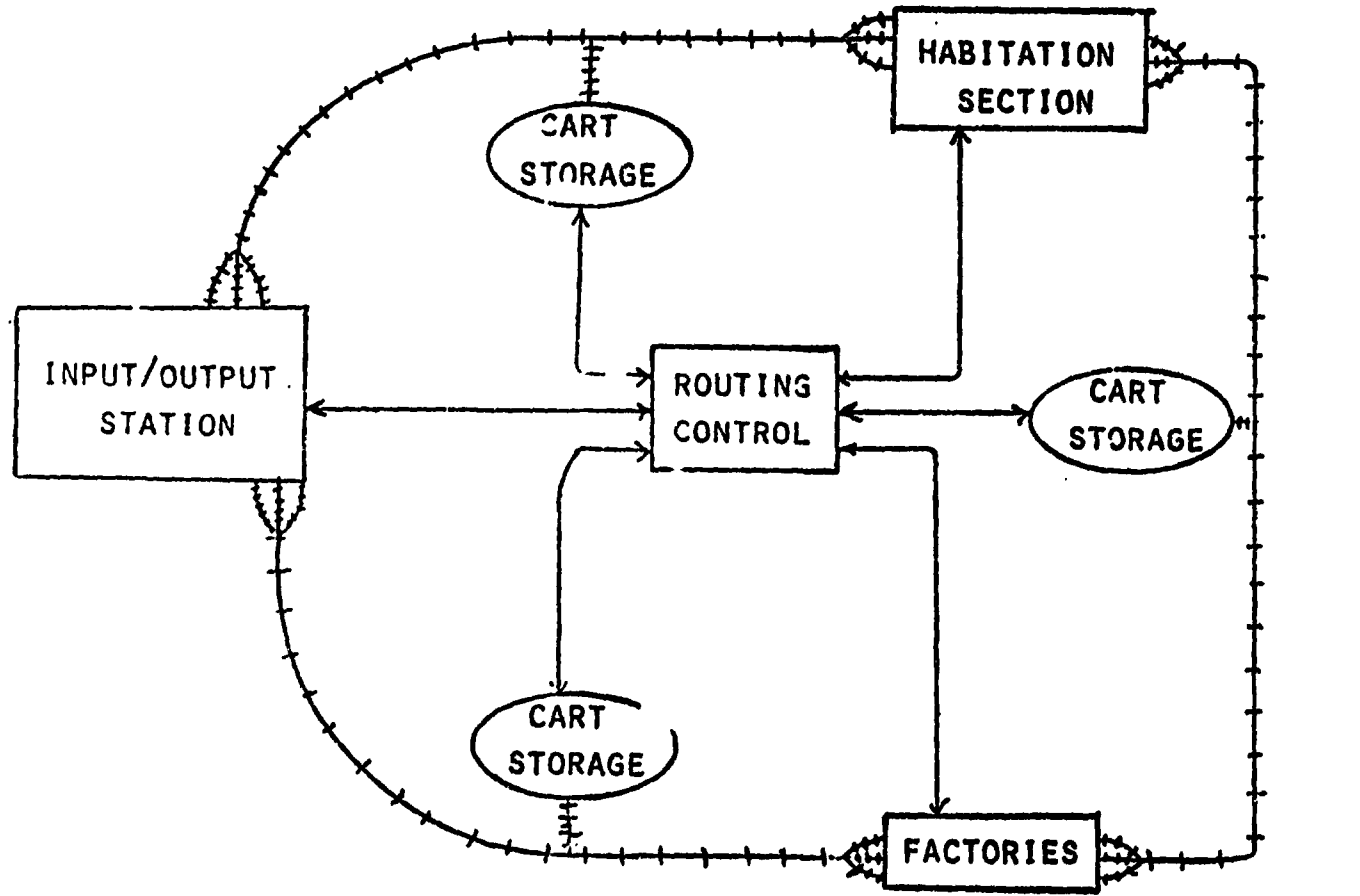 HABITATION
SECTION
CART
STORAGE
INPUT/OUTPUT
STATION
ROUTING
CONTROL
CART
STORAGE
CART
STORAGE
FACTORIES